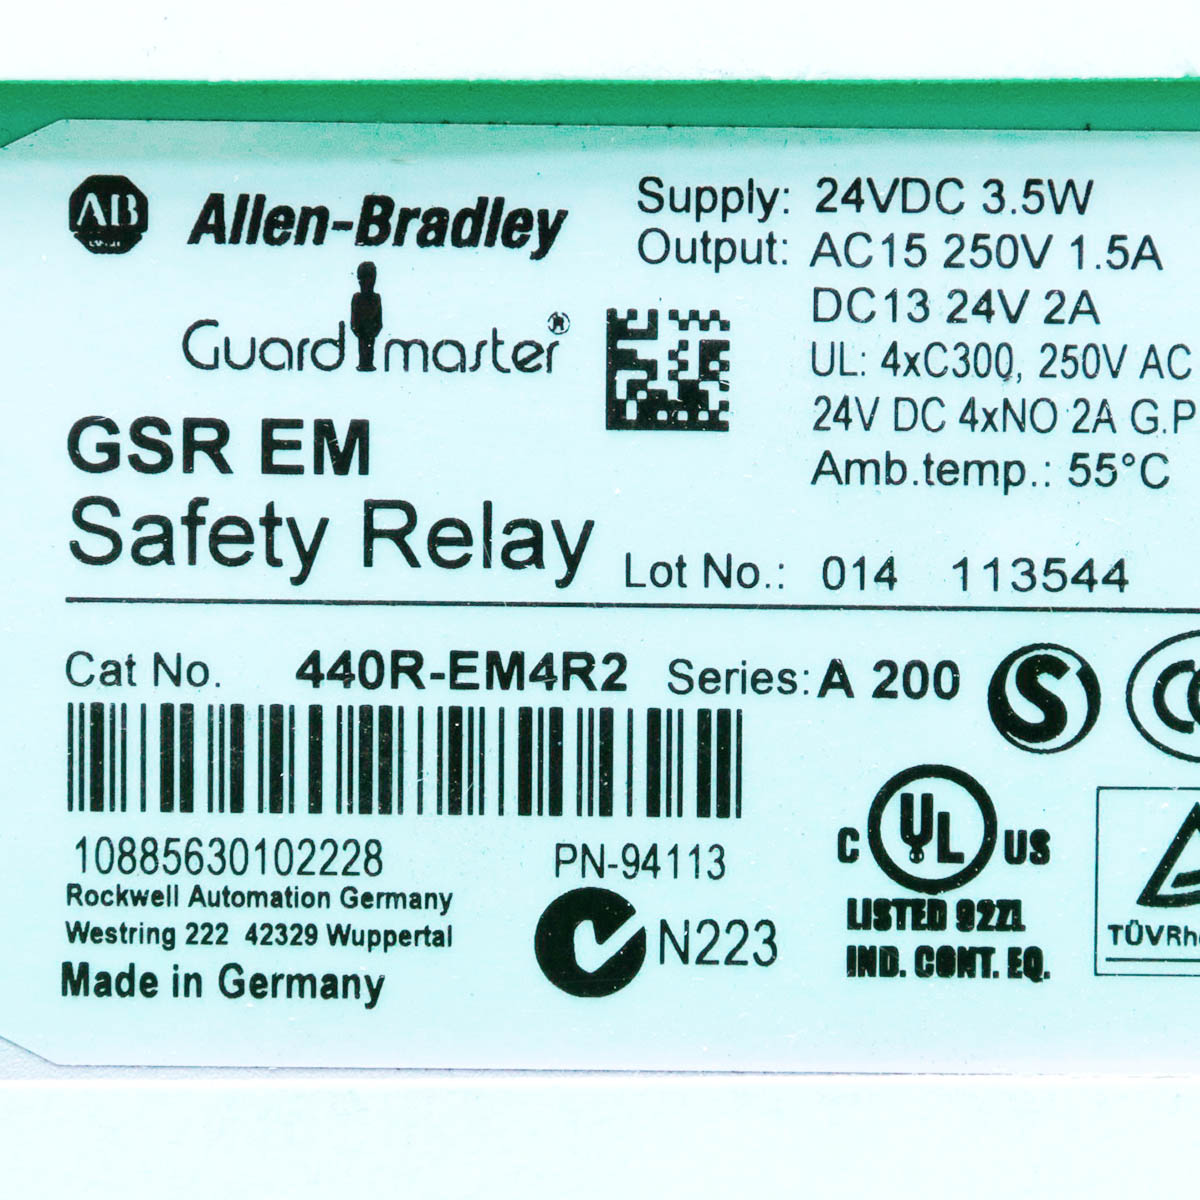 AB
Allen-Bradley
Guardmaster®
GSR EM
Safety Relay
Supply: 24VDC 3.5W
Output: AC15 250V 1.5A
DC13 24V 2A
UL: 4xC300, 250V AC
24V DC 4xNO 2A G.P
Amb.temp.: 55°C
Lot No.: 014 113544
Cat No. 440R-EM4R2 Series: A 200
S
10885630102228 PN-94113
Rockwell Automation Germany
Westring 222 42329 Wuppertal
Made in Germany
N223
C UL US
LISTED 92ZL
IND. CONT. EQ.